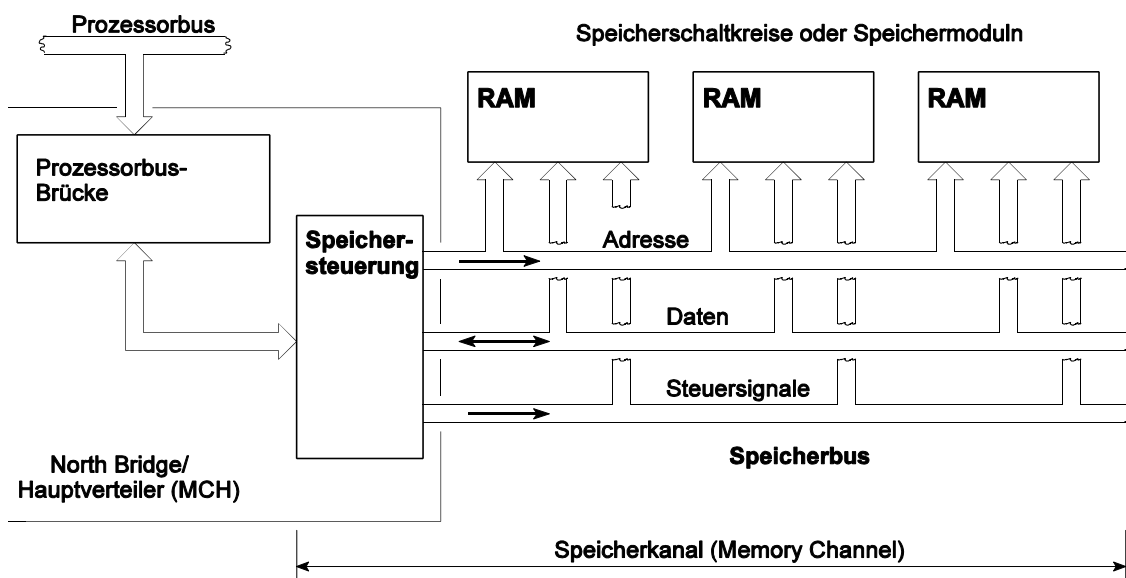 Prozessorbus
Speicherschaltkreise oder Speichermoduln
RAM
RAM
RAM
Prozessorbus-
Brücke
Speicher-
steuerung
Adresse
Daten
Steuersignale
Speicherbus
North Bridge/
Hauptverteiler (MCH)
Speicherkanal (Memory Channel)